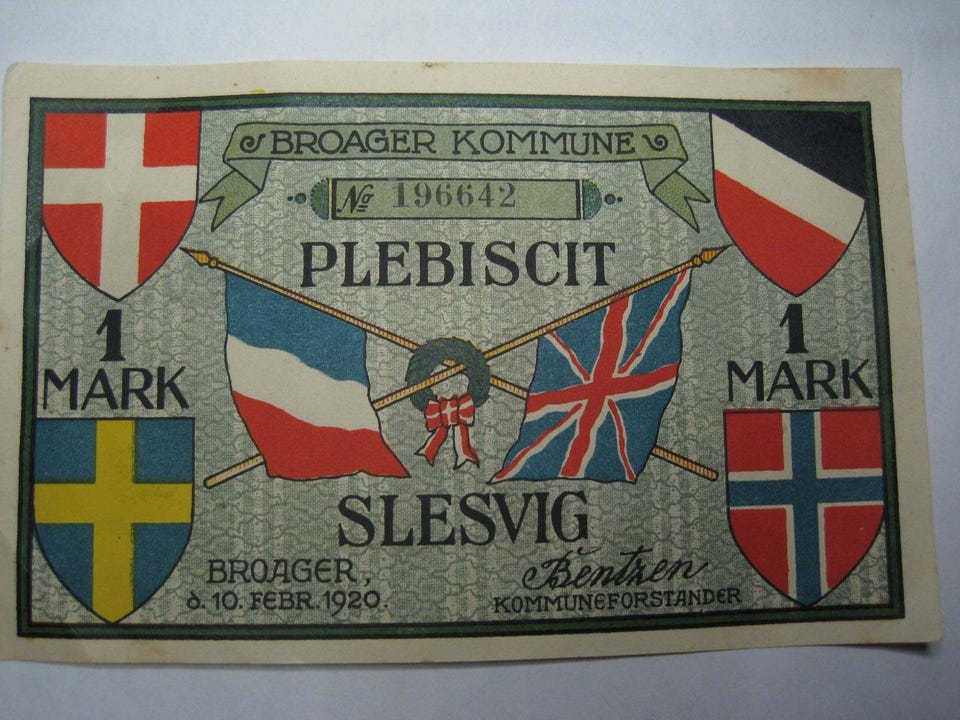 BROAGER KOMMUNE
№ 196642
PLEBISCIT
1
MARK
1
MARK
SLESVIG
BROAGER,
d. 10. FEBR. 1920.
Bentzen
KOMMUNEFORSTANDER